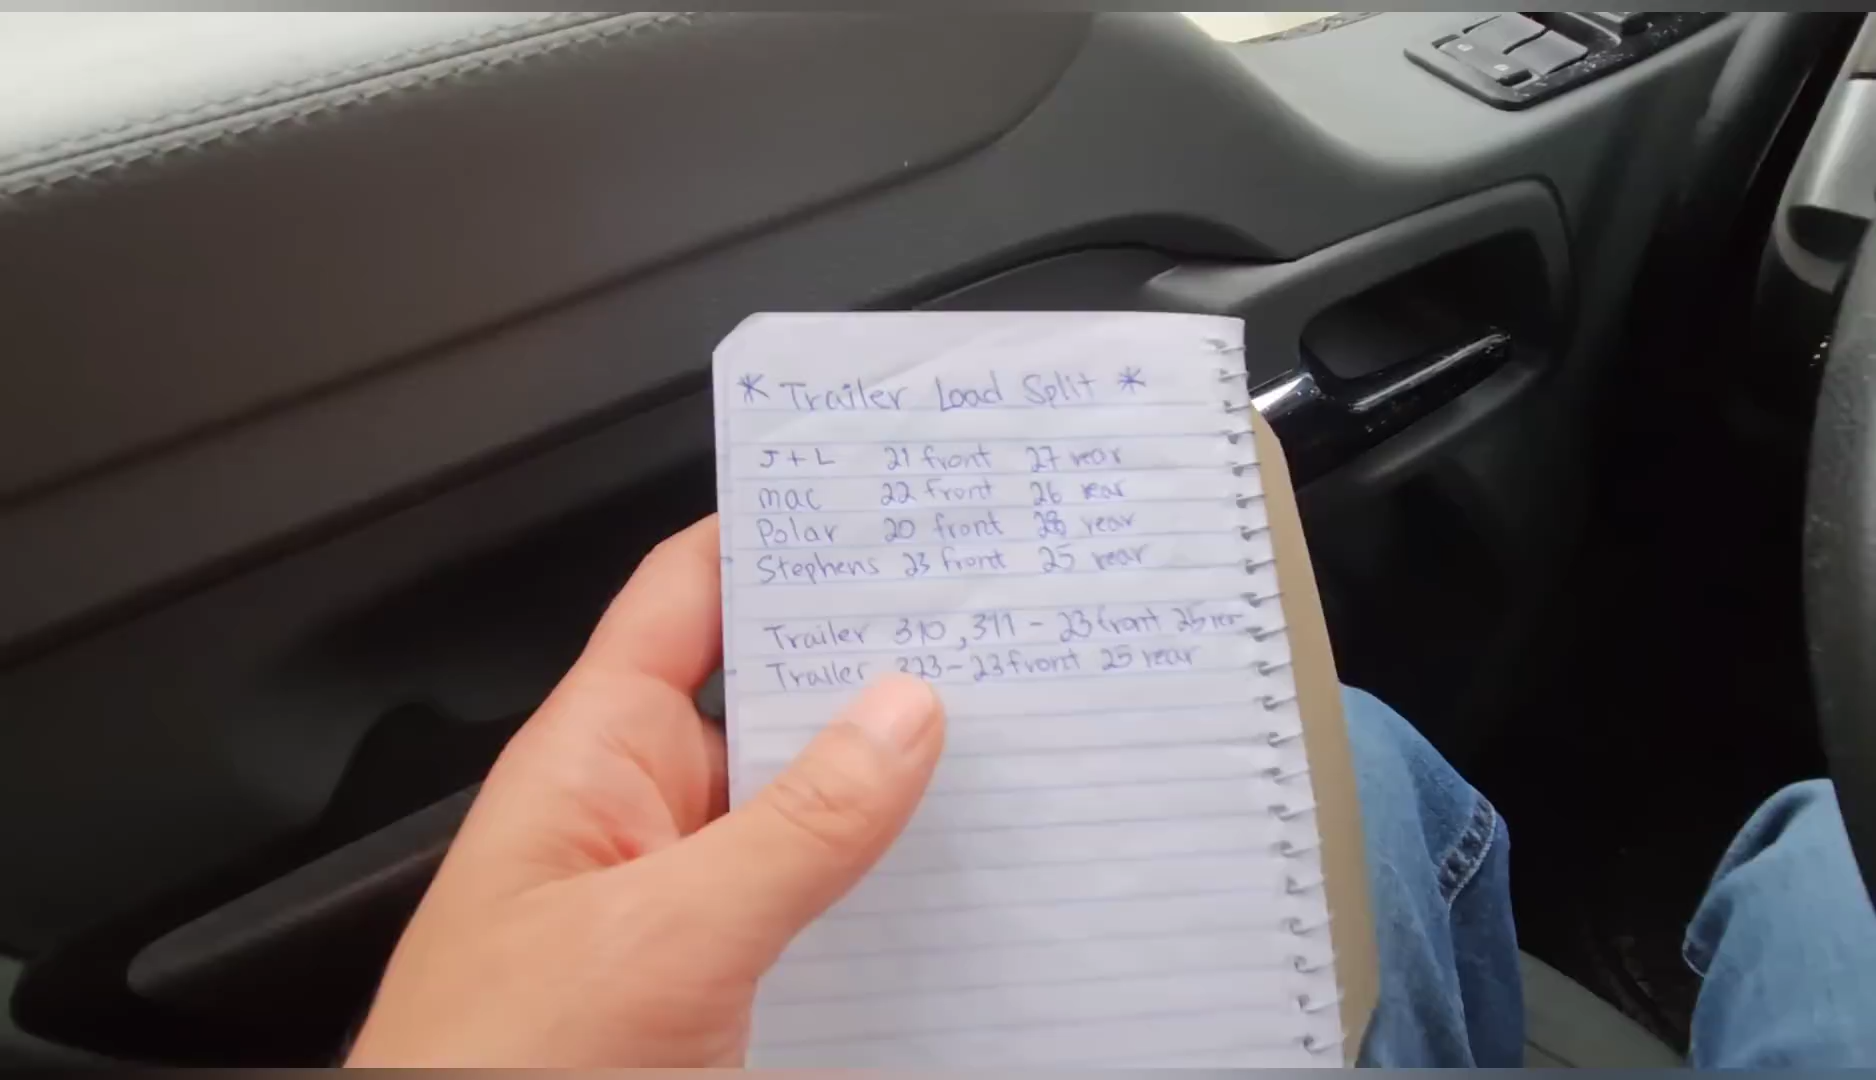 * Trailer Load Split *
J+L 21 front 27 rear
mac 22 front 26 rear
Polar 20 front 28 rear
Stephens 23 front 25 rear
Trailer 310, 311 - 23 front 25 rer
Trailer 323 - 23 front 25 rear